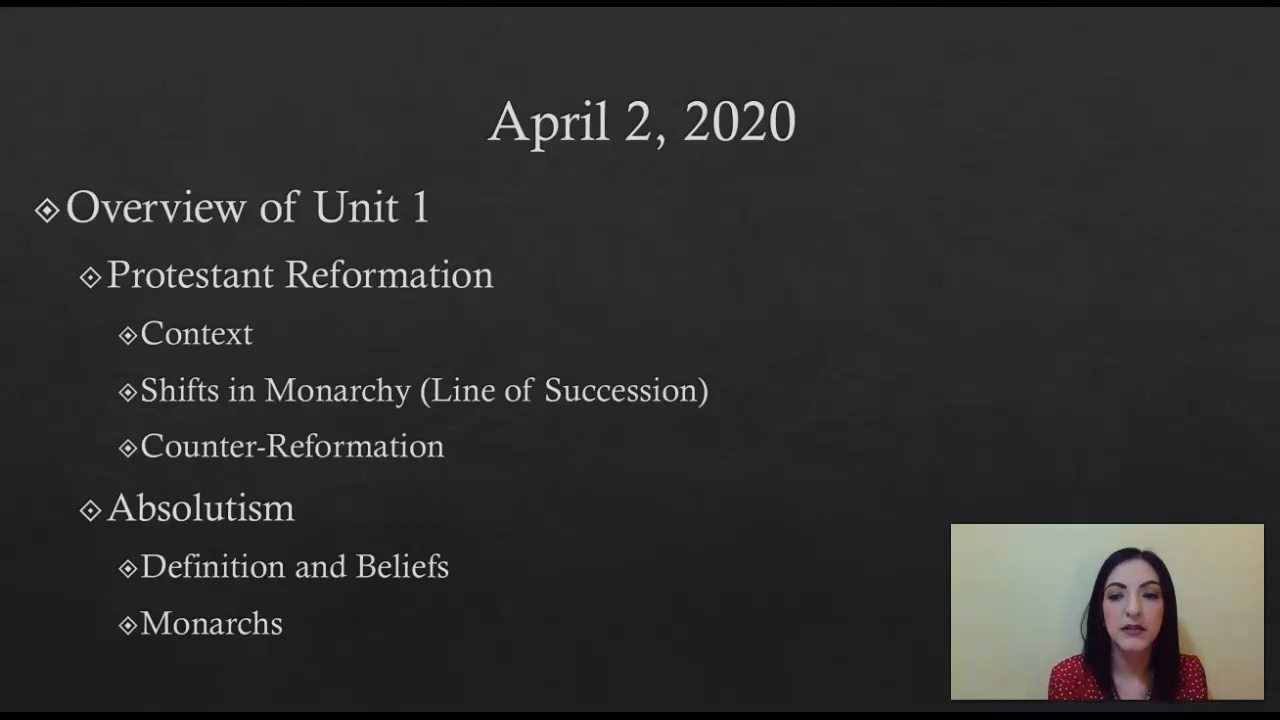 April 2, 2020
Overview of Unit 1
Protestant Reformation
Context
Shifts in Monarchy (Line of Succession)
Counter-Reformation
Absolutism
Definition and Beliefs
Monarchs